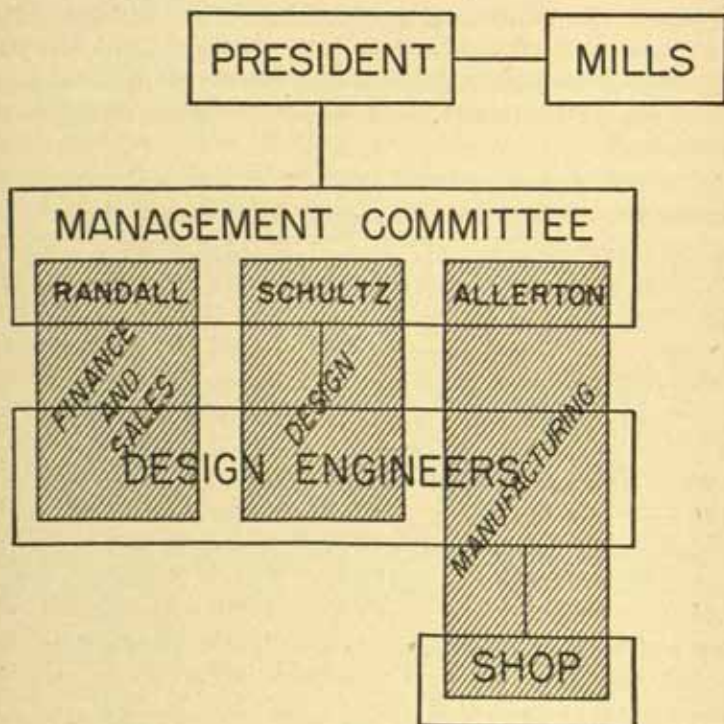 PRESIDENT
MILLS
MANAGEMENT COMMITTEE
RANDALL
SCHULTZ
ALLERTON
FINANCE
AND
SALES
DESIGN
MANUFACTURING
DESIGN ENGINEERS
SHOP